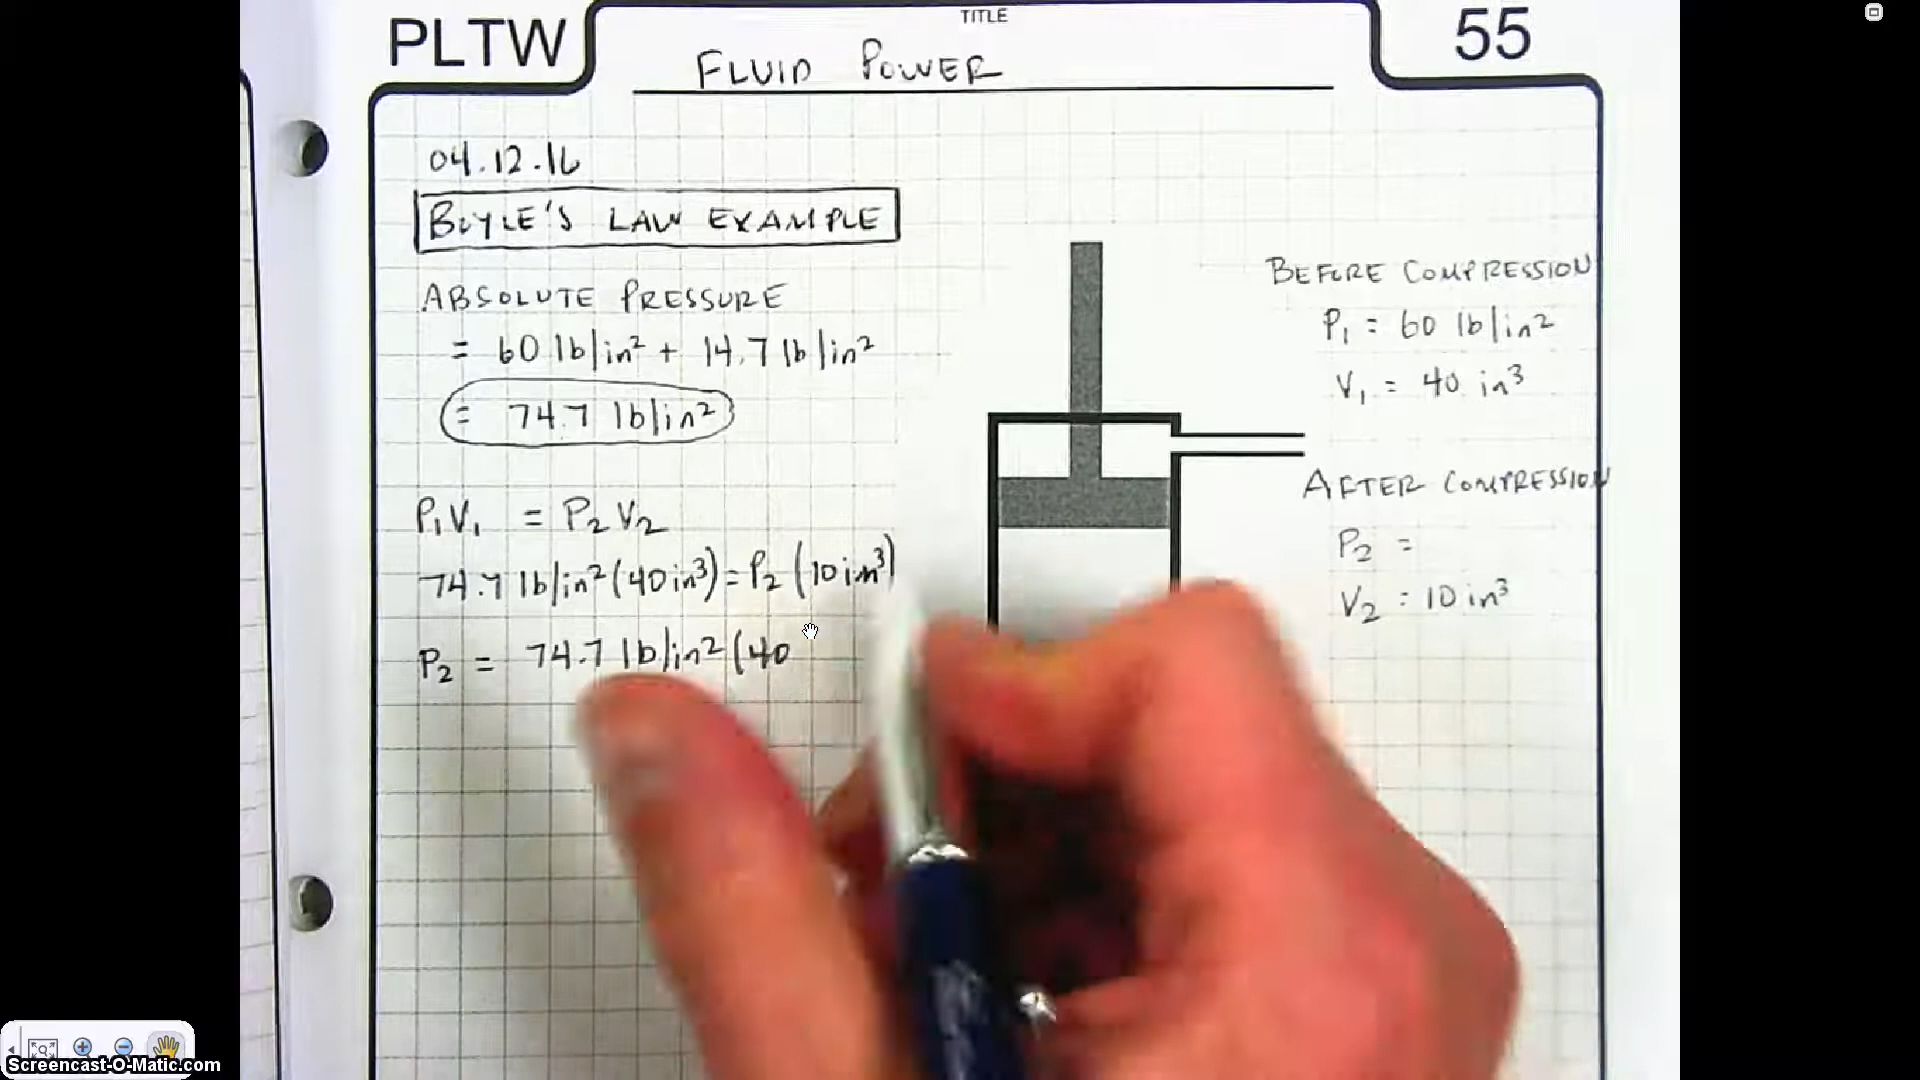 PLTW
TITLE
55
FLUID POWER
04.12.16
BOYLE'S LAW EXAMPLE
ABSOLUTE PRESSURE
= 60 lb/in² + 14.7 lb/in²
= 74.7 lb/in²
P₁V₁ = P₂V₂
74.7 lb/in² (40 in³) = P₂ (10 in³)
P₂ = 74.7 lb/in² (40
BEFORE COMPRESSION
P₁ = 60 lb/in²
V₁ = 40 in³
AFTER COMPRESSION
P₂ =
V₂ = 10 in³
Screencast-O-Matic.com